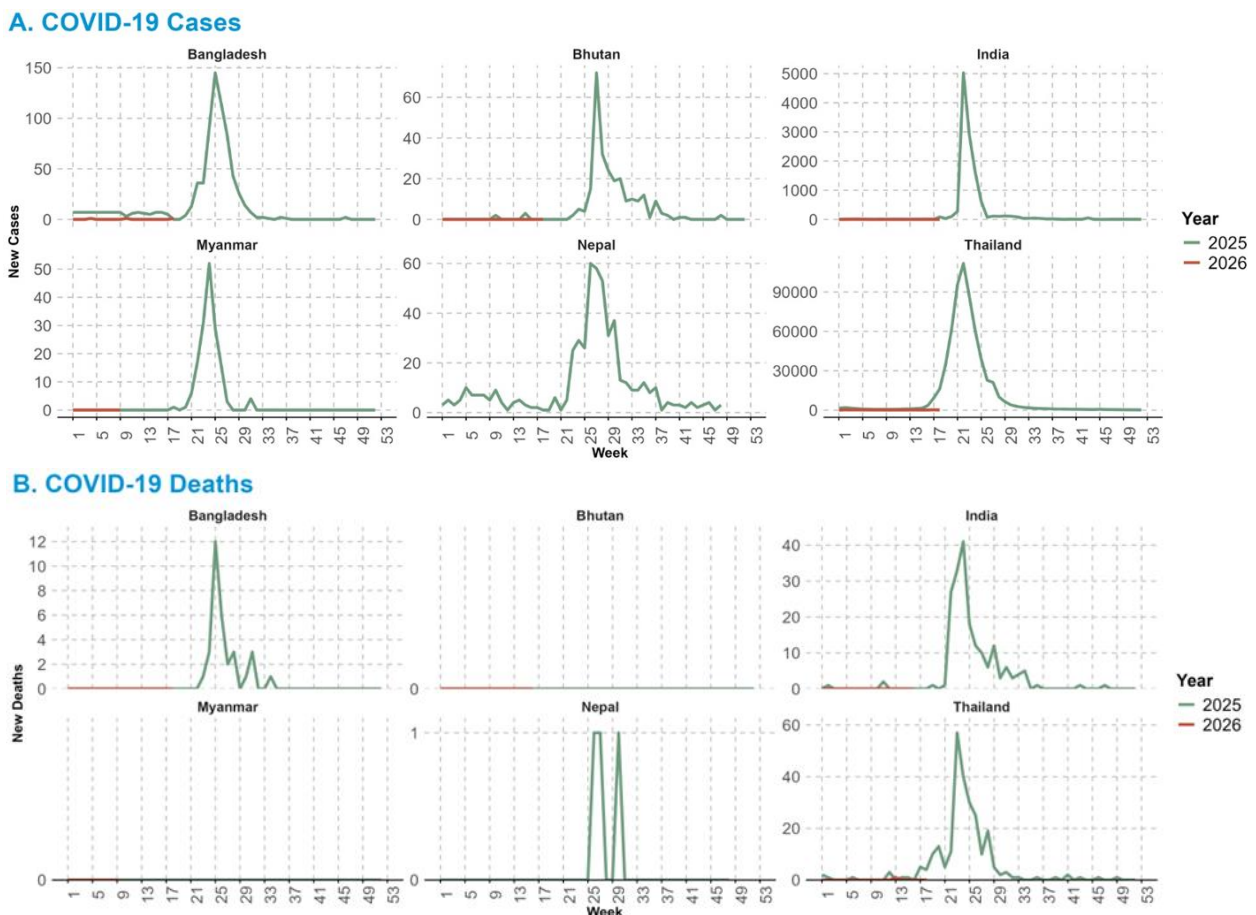 A. COVID-19 Cases
Bangladesh Bhutan India
150 100 50 0
60 40 20 0
5000 4000 3000 2000 1000 0
New Cases
Myanmar Nepal Thailand
50 40 30 20 10 0
60 40 20 0
90000 60000 30000 0
1 5 9 13 17 21 25 29 33 37 41 45 49 53
1 5 9 13 17 21 25 29 33 37 41 45 49 53
1 5 9 13 17 21 25 29 33 37 41 45 49 53
Week
Year
2025
2026
B. COVID-19 Deaths
Bangladesh Bhutan India
12 10 8 6 4 2 0
0
40 30 20 10 0
New Deaths
Myanmar Nepal Thailand
0
1 0
60 40 20 0
1 5 9 13 17 21 25 29 33 37 41 45 49 53
1 5 9 13 17 21 25 29 33 37 41 45 49 53
1 5 9 13 17 21 25 29 33 37 41 45 49 53
Week
Year
2025
2026